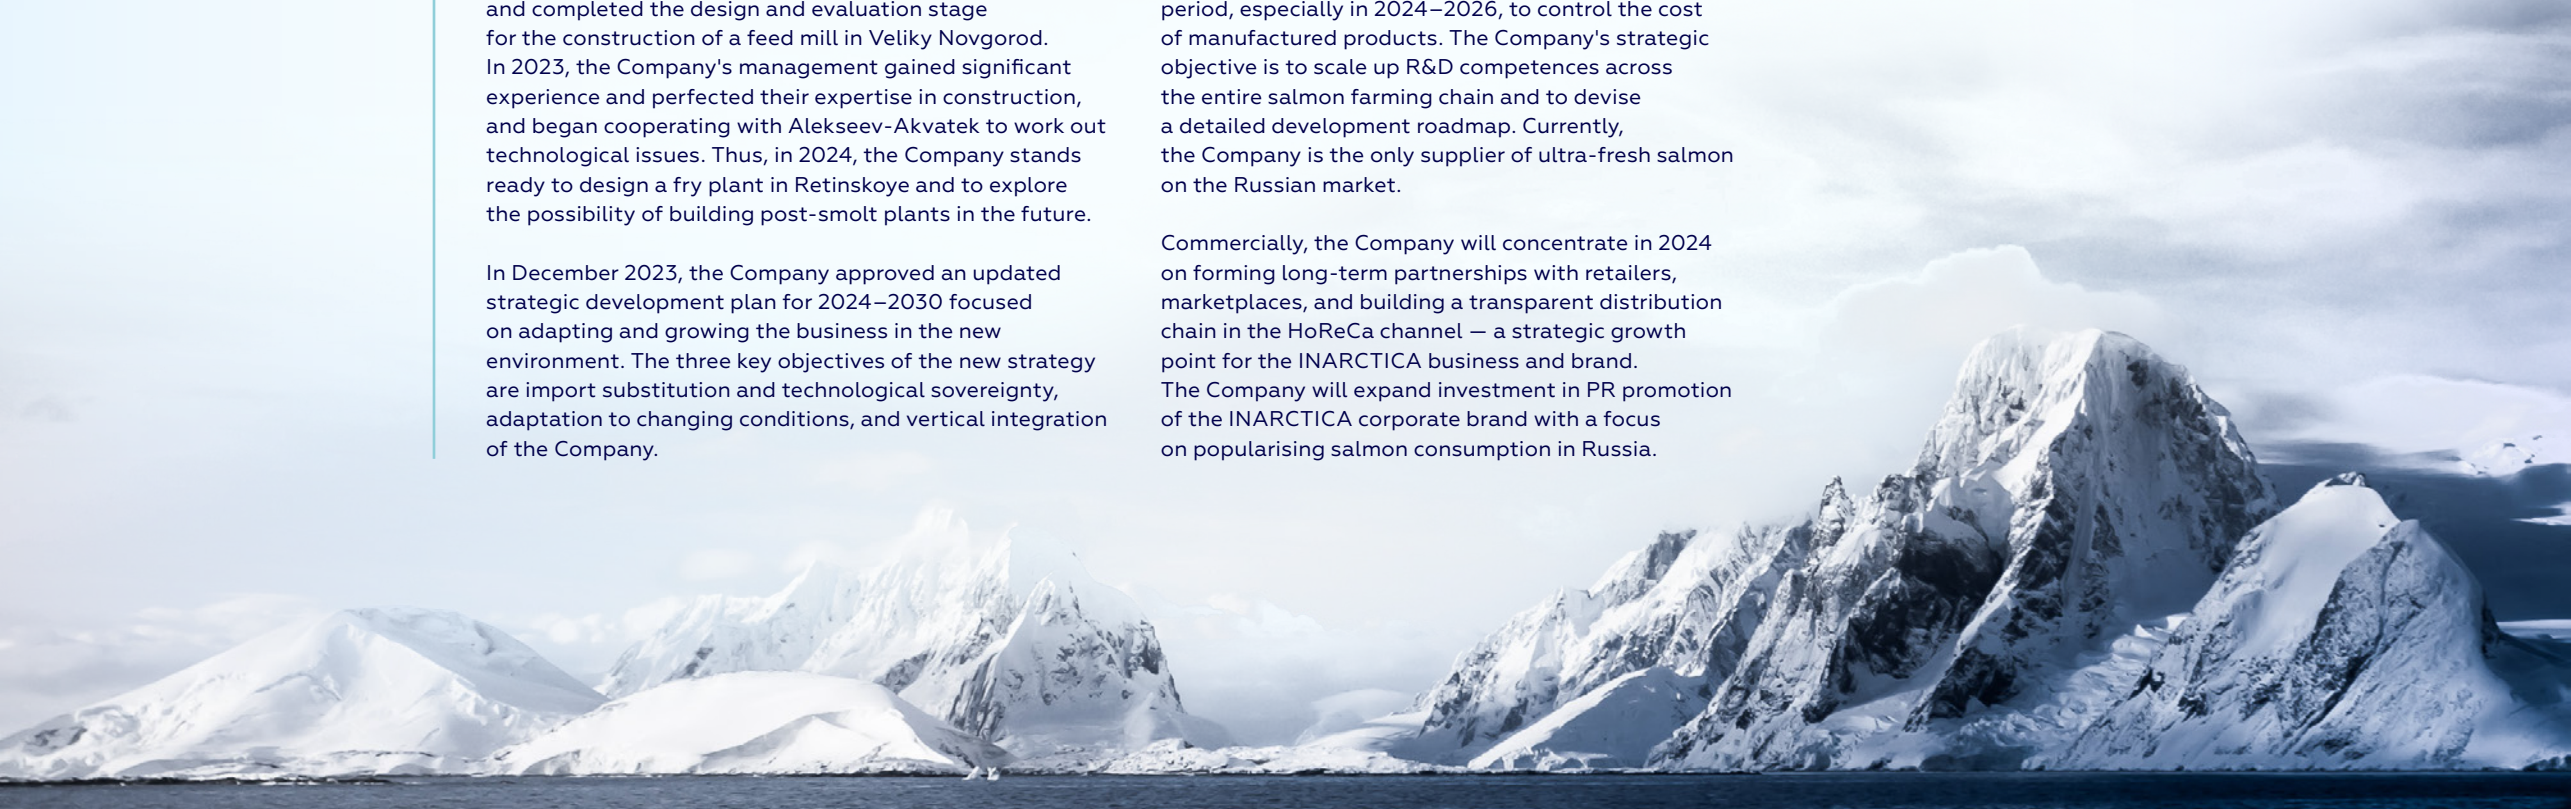 and completed the design and evaluation stage
for the construction of a feed mill in Veliky Novgorod.
In 2023, the Company's management gained significant
experience and perfected their expertise in construction,
and began cooperating with Alekseev-Akvatek to work out
technological issues. Thus, in 2024, the Company stands
ready to design a fry plant in Retinskoye and to explore
the possibility of building post-smolt plants in the future.
In December 2023, the Company approved an updated
strategic development plan for 2024–2030 focused
on adapting and growing the business in the new
environment. The three key objectives of the new strategy
are import substitution and technological sovereignty,
adaptation to changing conditions, and vertical integration
of the Company.
period, especially in 2024–2026, to control the cost
of manufactured products. The Company's strategic
objective is to scale up R&D competences across
the entire salmon farming chain and to devise
a detailed development roadmap. Currently,
the Company is the only supplier of ultra-fresh salmon
on the Russian market.
Commercially, the Company will concentrate in 2024
on forming long-term partnerships with retailers,
marketplaces, and building a transparent distribution
chain in the HoReCa channel — a strategic growth
point for the INARCTICA business and brand.
The Company will expand investment in PR promotion
of the INARCTICA corporate brand with a focus
on popularising salmon consumption in Russia.